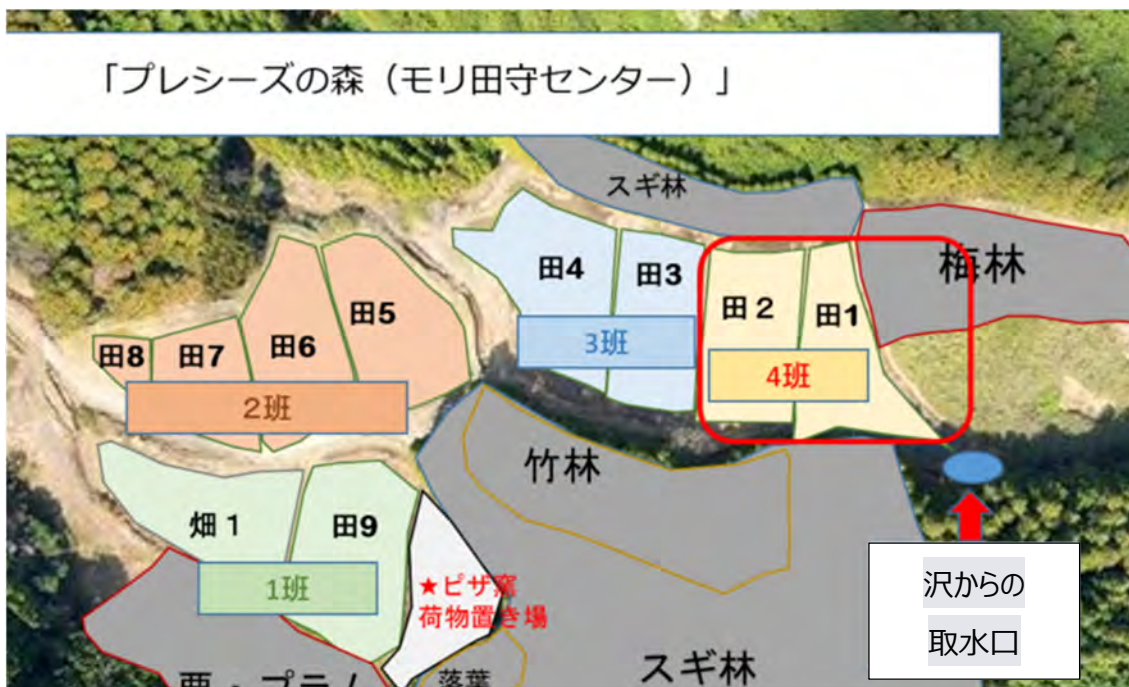 「プレシーズの森（モリ田守センター）」
スギ林
梅林
田4
田3
田２
田1
田5
田6
田7
田8
3班
4班
２班
竹林
畑１
田9
1班
★ピザ窯
荷物置き場
沢からの
取水口
スギ林
落葉